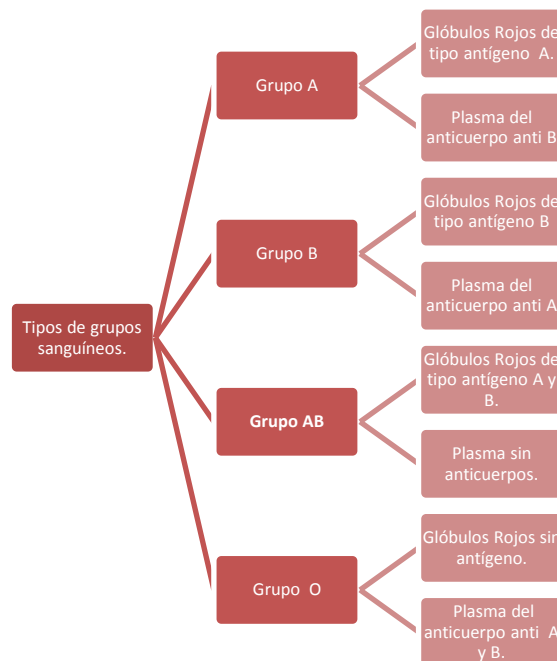 Tipos de grupos
sanguíneos.
Grupo A
Glóbulos Rojos de
tipo antígeno A.
Plasma del
anticuerpo anti B
Grupo B
Glóbulos Rojos de
tipo antígeno B
Plasma del
anticuerpo anti A
Grupo AB
Glóbulos Rojos de
tipo antígeno A y
B.
Plasma sin
anticuerpos.
Grupo O
Glóbulos Rojos sin
antígeno.
Plasma del
anticuerpo anti A
y B.